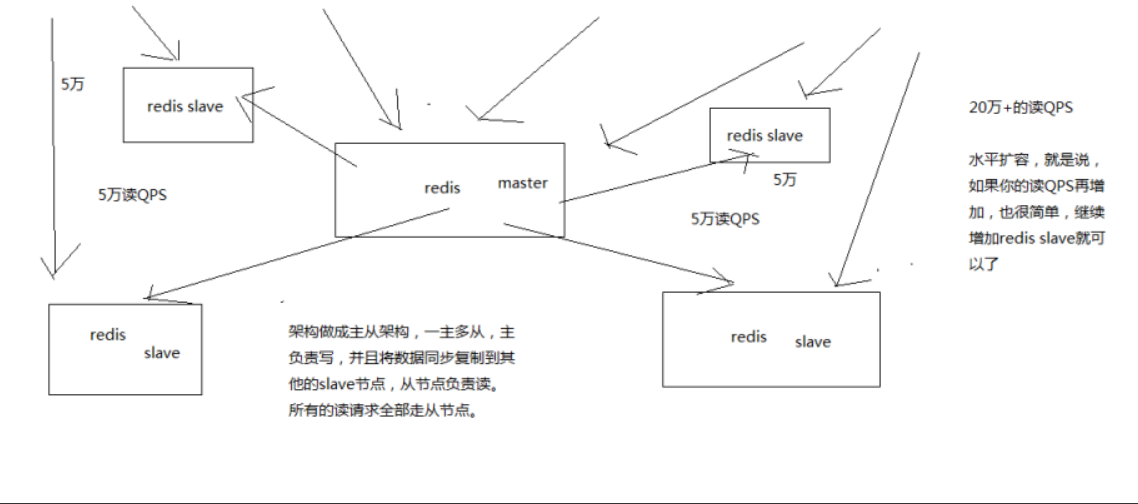 5万
redis slave
5万读QPS
redis master
redis slave
5万
5万读QPS
20万+的读QPS
水平扩容，就是说，
如果你的读QPS再增
加，也很简单，继续
增加redis slave就可
以了
redis
slave
架构做成主从架构，一主多从，主
负责写，并且将数据同步复制到其
他的slave节点，从节点负责读。
所有的读请求全部走从节点。
redis slave